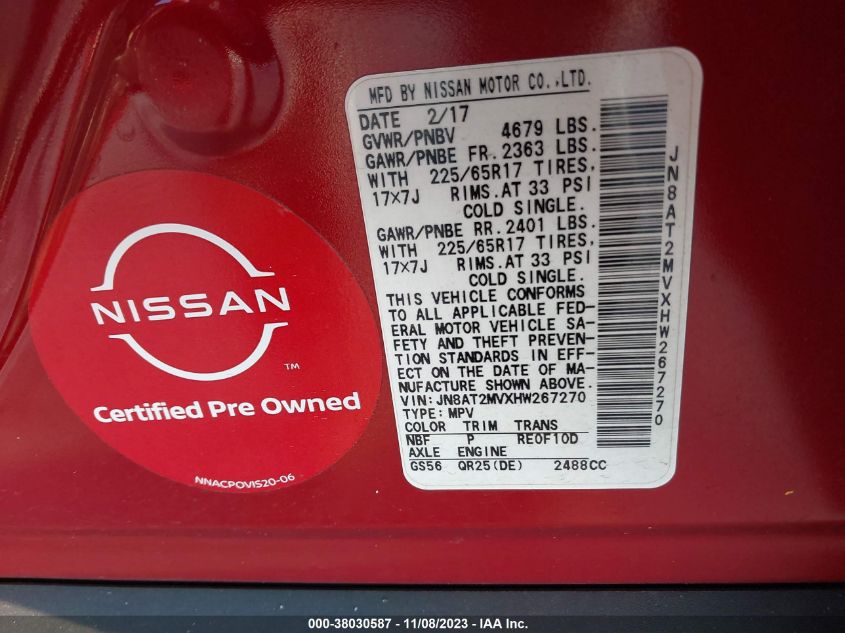 MFD BY NISSAN MOTOR CO.,LTD.
DATE 2/17
GVWR/PNBV 4679 LBS.
GAWR/PNBE FR. 2363 LBS.
WITH 225/65R17 TIRES,
17×7J RIMS.AT 33 PSI
COLD SINGLE.
GAWR/PNBE RR. 2401 LBS.
WITH 225/65R17 TIRES,
17×7J RIMS.AT 33 PSI
COLD SINGLE.
THIS VEHICLE CONFORMS
TO ALL APPLICABLE FED-
ERAL MOTOR VEHICLE SA-
FETY AND THEFT PREVEN-
TION STANDARDS IN EFF-
ECT ON THE DATE OF MA-
NUFACTURE SHOWN ABOVE.
VIN: JN8AT2MVXHW267270
TYPE: MPV
COLOR TRIM TRANS
NBF P RE0F10D
AXLE ENGINE
GS56 QR25(DE) 2488CC
JN8AT2MVXHW267270
NISSAN
TM
Certified Pre Owned
NNACPOVIS20-06
000-38030587 - 11/08/2023 - IAA Inc.